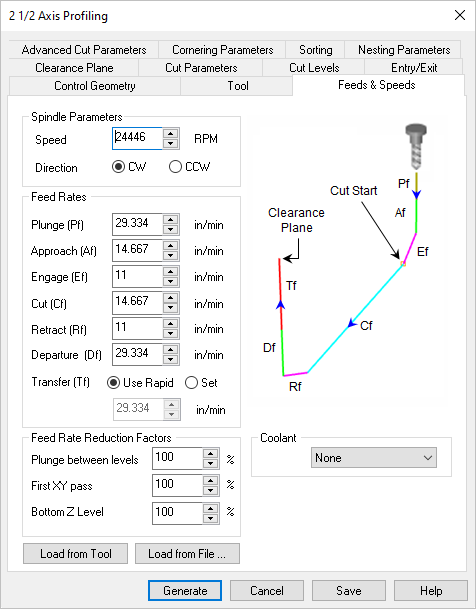 2 1/2 Axis Profiling
Advanced Cut Parameters Cornering Parameters Sorting Nesting Parameters
Clearance Plane Cut Parameters Cut Levels Entry/Exit
Control Geometry Tool Feeds & Speeds
Spindle Parameters
Speed 24446 RPM
Direction CW CCW
Feed Rates
Plunge (Pf) 29.334 in/min
Approach (Af) 14.667 in/min
Engage (Ef) 11 in/min
Cut (Cf) 14.667 in/min
Retract (Rf) 11 in/min
Departure (Df) 29.334 in/min
Transfer (Tf) Use Rapid Set
29.334 in/min
Feed Rate Reduction Factors
Plunge between levels 100 %
First XY pass 100 %
Bottom Z Level 100 %
Load from Tool Load from File ...
Pf
Cut Start
Af
Clearance
Plane
Ef
Tf
Cf
Df
Rf
Coolant
None
Generate Cancel Save Help